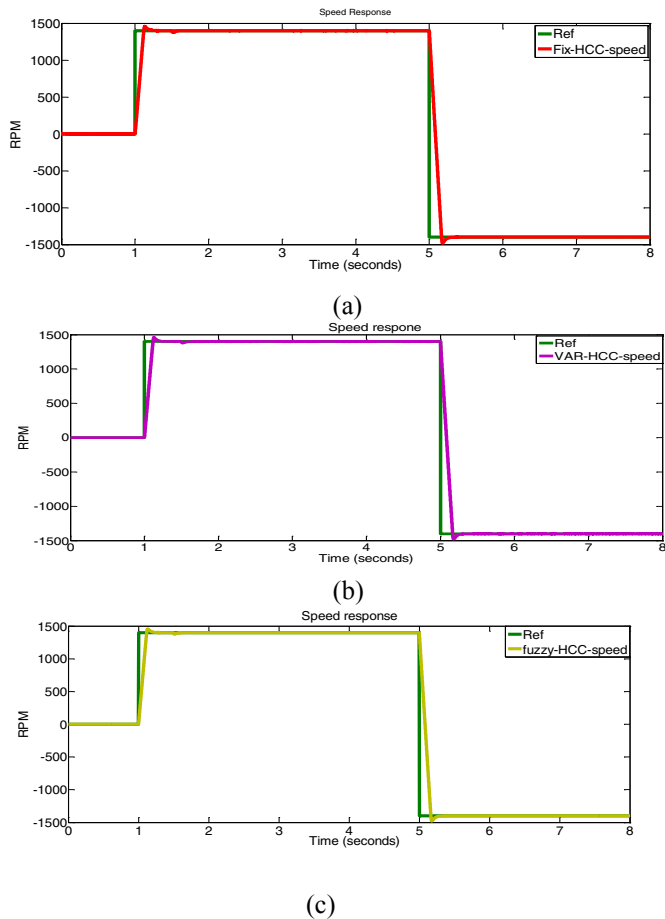 Speed Response
1500
1000
500
0
-500
-1000
-1500
RPM
Ref
Fix-HCC-speed
0 1 2 3 4 5 6 7 8
Time (seconds)
(a)
Speed respone
1500
1000
500
0
-500
-1000
-1500
RPM
Ref
VAR-HCC-speed
0 1 2 3 4 5 6 7 8
Time (seconds)
(b)
Speed response
1500
1000
500
0
-500
-1000
-1500
RPM
Ref
fuzzy-HCC-speed
0 1 2 3 4 5 6 7 8
Time (seconds)
(c)